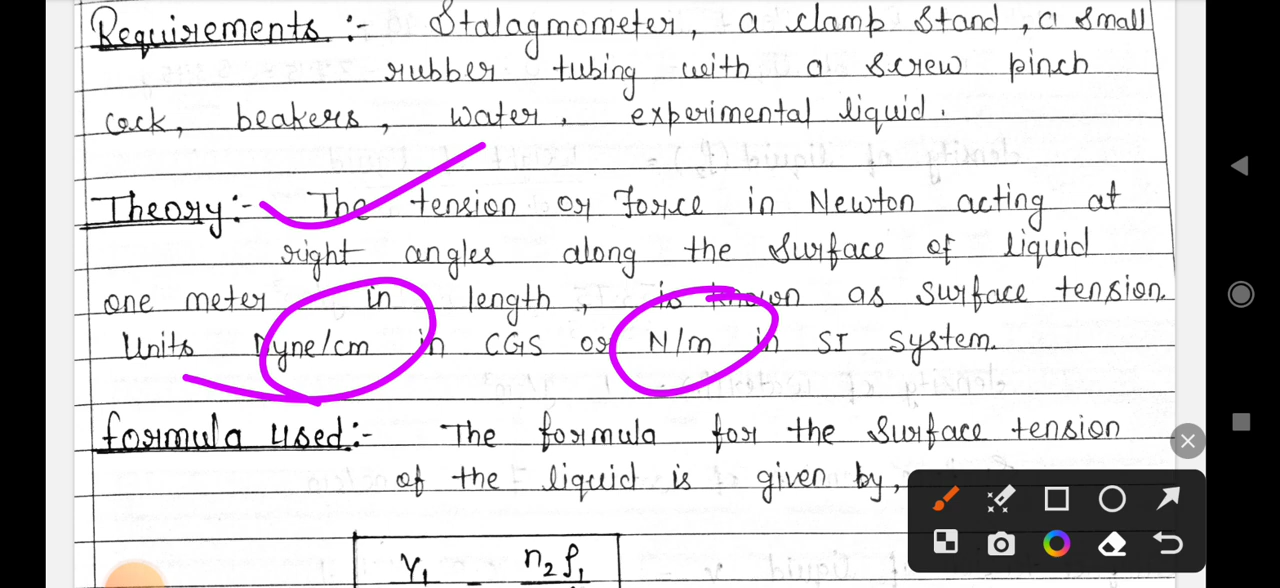 Requirements :- Stalagmometer, a clamp stand, a small
rubber tubing with a screw pinch
cock, beakers, water, experimental liquid.
Theory:- The tension or Force in Newton acting at
right angles along the surface of liquid
one meter in length, is known as surface tension.
Units Dyne/cm in CGS or N/m in SI system.
formula used:- The formula for the surface tension
of the liquid is given by,
γ1 = n2 ρ1